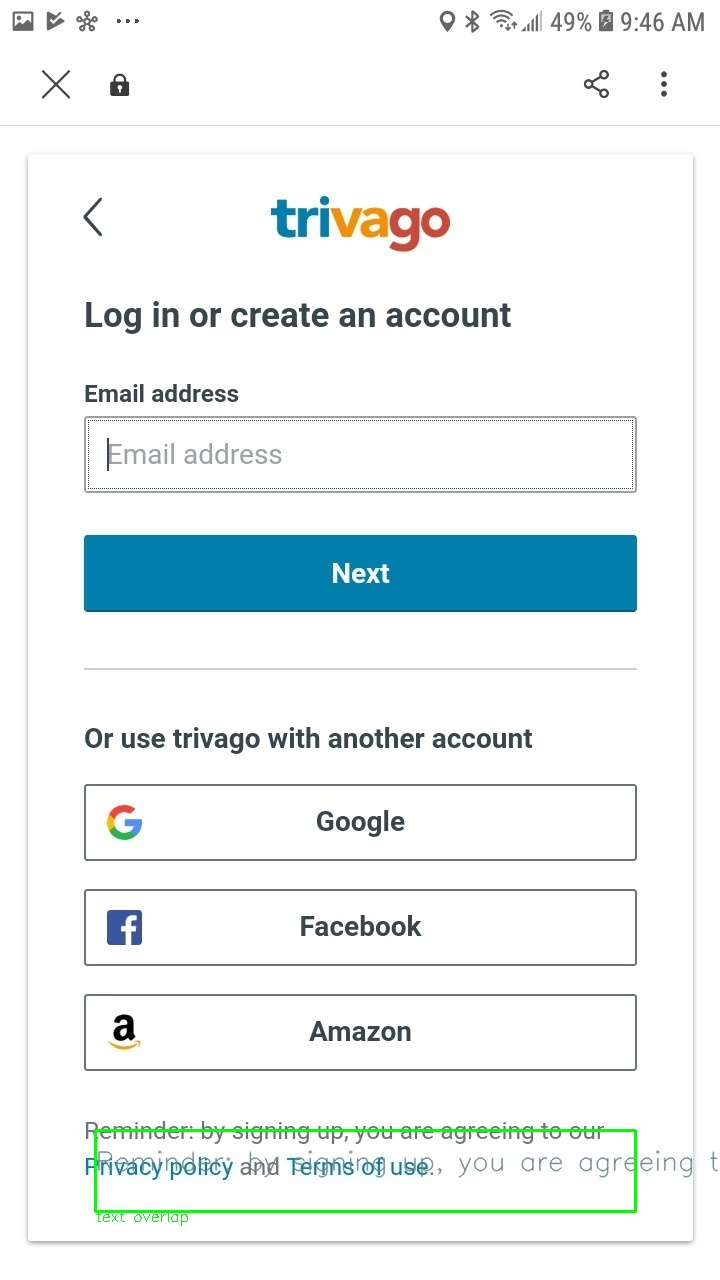 49% 9:46 AM
trivago
Log in or create an account
Email address
Email address
Next
Or use trivago with another account
Google
Facebook
Amazon
Reminder: by signing up, you are agreeing to our
Reminder: by signing up, you are agreeing t
Privacy policy and Terms of use.
text overlap